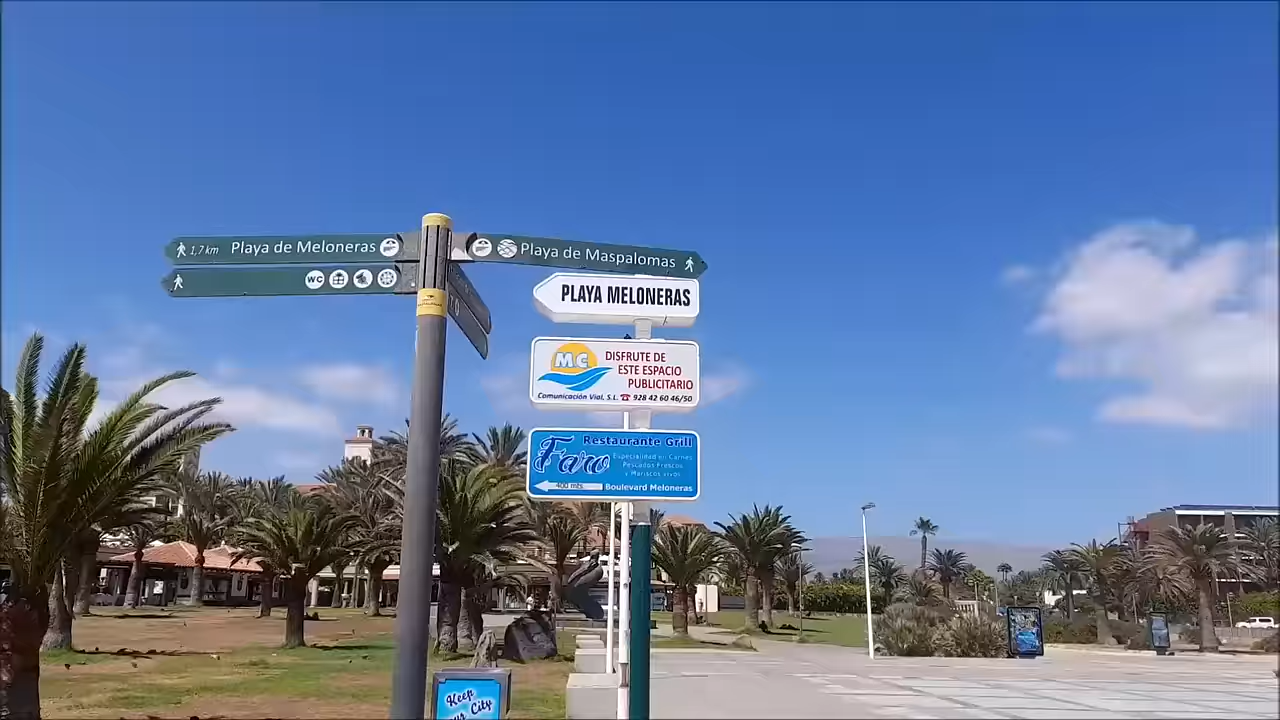 1,7 km Playa de Meloneras
Playa de Maspalomas
WC
PLAYA MELONERAS
MC
DISFRUTE DE
ESTE ESPACIO
PUBLICITARIO
Comunicación Vial, S.L. ☎ 928 42 60 46/50
Restaurante Grill
Faro
Especialidad en Carnes
Pescados Frescos
y Mariscos vivos
400 mts.
Boulevard Meloneras
Keep
City